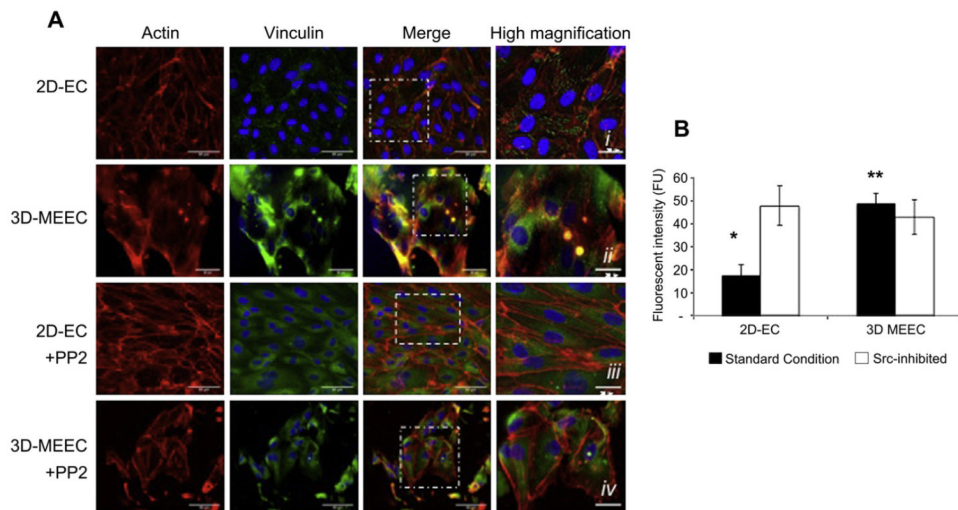 A
Actin Vinculin Merge High magnification
2D-EC
i
3D-MEEC
ii
2D-EC
+PP2
iii
3D-MEEC
+PP2
iv
B
Fluorescent intensity (FU)
60
50
40
30
20
10
-
*
**
2D-EC 3D MEEC
Standard Condition Src-inhibited